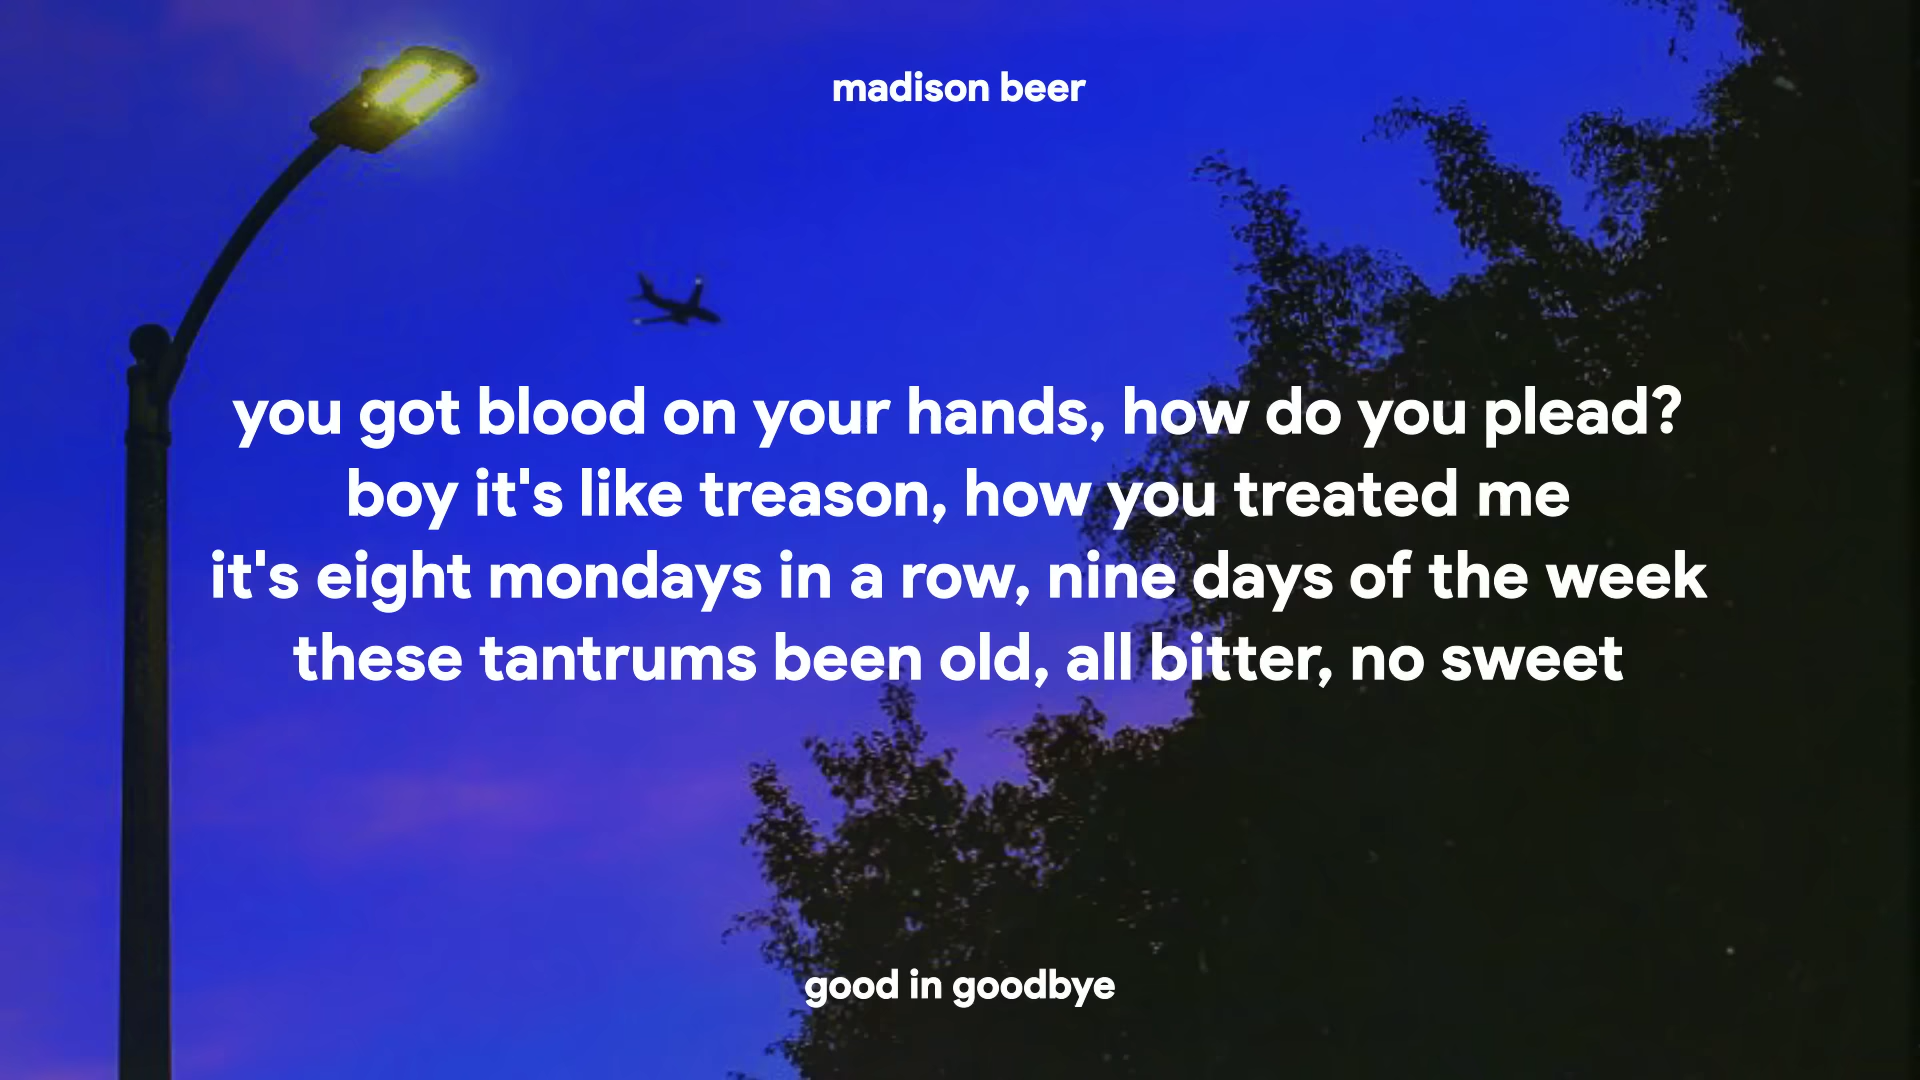 madison beer
you got blood on your hands, how do you plead?
boy it's like treason, how you treated me
it's eight mondays in a row, nine days of the week
these tantrums been old, all bitter, no sweet
good in goodbye